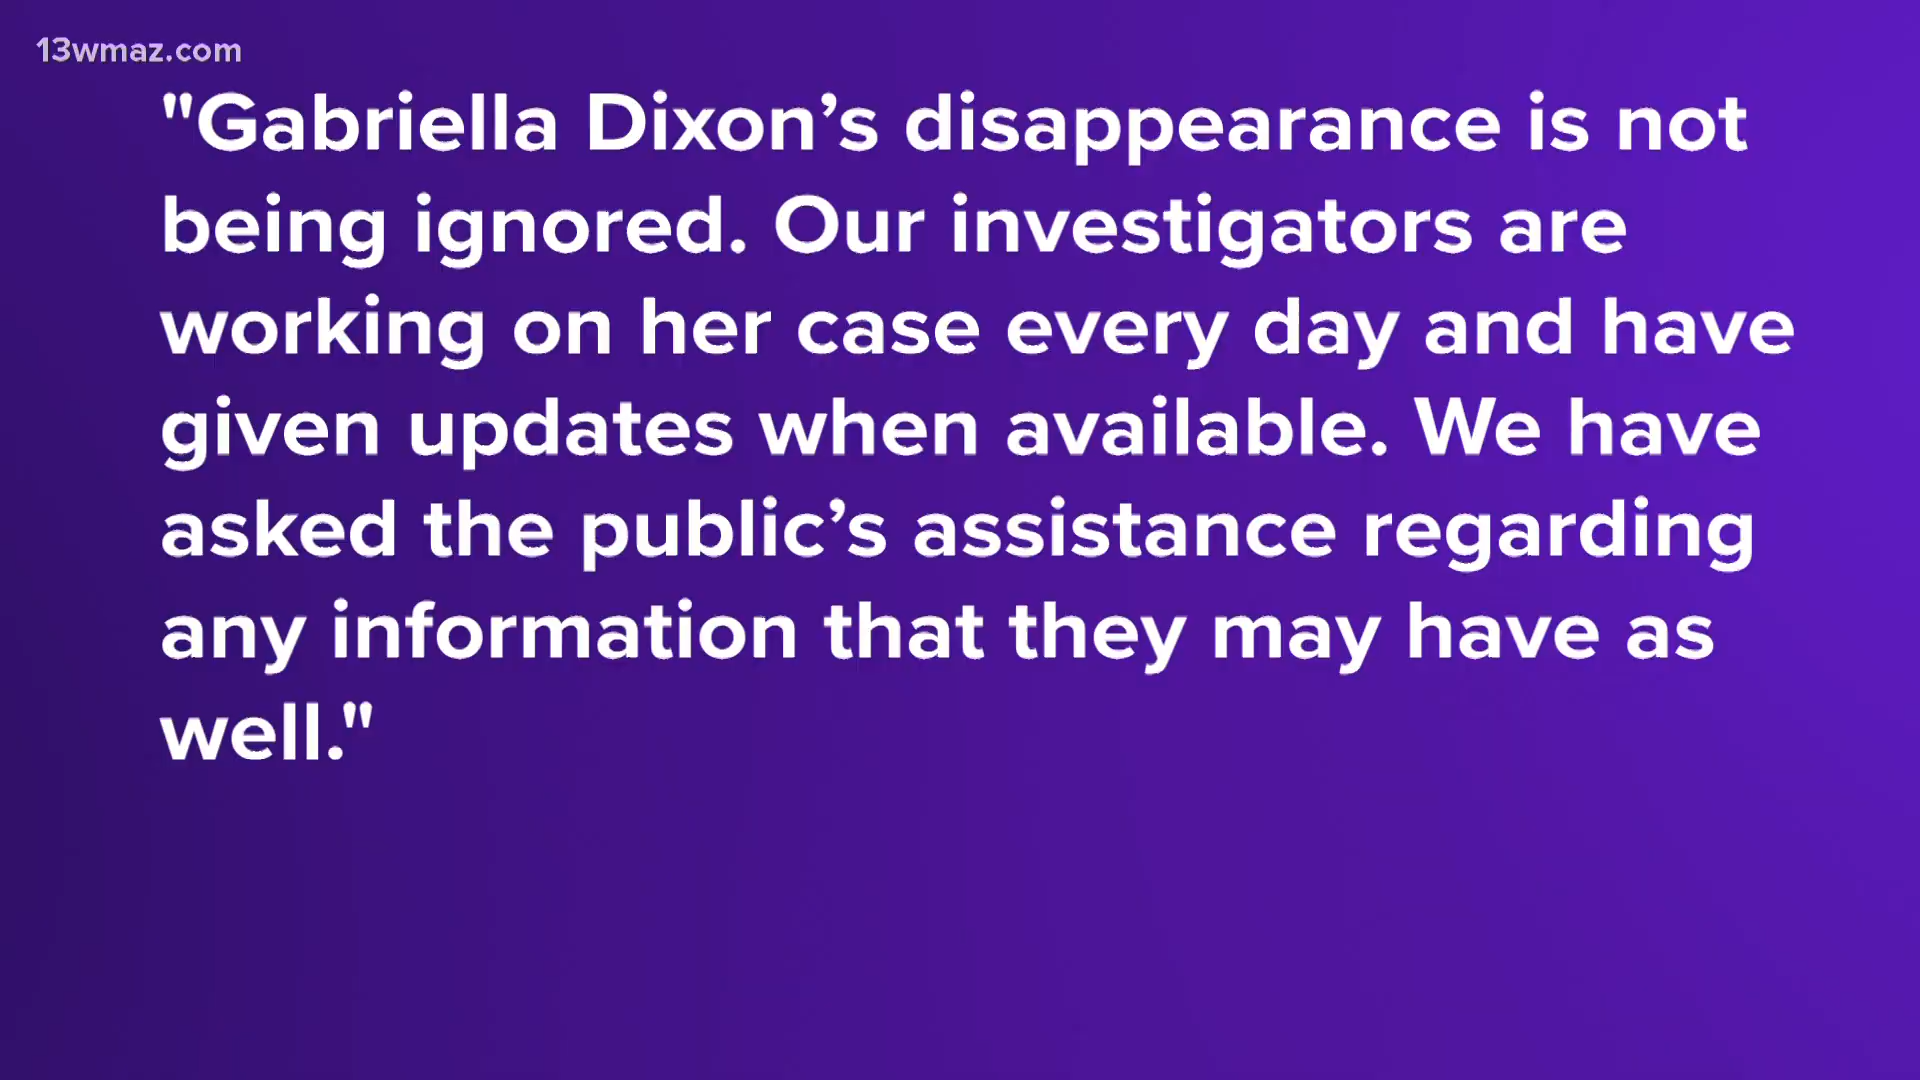 13wmaz.com
"Gabriella Dixon’s disappearance is not
being ignored. Our investigators are
working on her case every day and have
given updates when available. We have
asked the public’s assistance regarding
any information that they may have as
well."